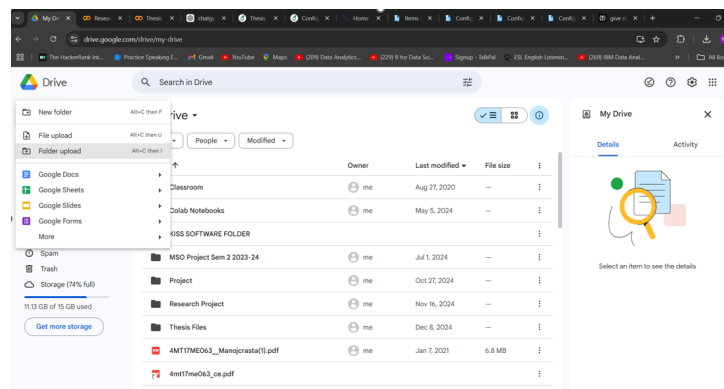 My Dr
Resear
Thesis
chatgp
Thesis
Config
Home
Items
Config
Config
Config
give m
drive.google.com/drive/my-drive
The HackerRank Int...
Practice Speaking E...
Gmail
YouTube
Maps
(209) Data Analytics...
(229) R for Data Sci...
Signup - TalkPal
ESL English Listenin...
(269) IBM Data Anal...
All Bo
Drive
Search in Drive
New folder Alt+C then F
File upload Alt+C then U
Folder upload Alt+C then I
Google Docs
Google Sheets
Google Slides
Google Forms
More
Spam
Trash
Storage (74% full)
11.13 GB of 15 GB used
Get more storage
rive
People
Modified
Owner Last modified File size
Classroom me Aug 27, 2020 —
Colab Notebooks me May 5, 2024 —
KISS SOFTWARE FOLDER
MSO Project Sem 2 2023-24 me Jul 1, 2024 —
Project me Oct 27, 2024 —
Research Project me Nov 16, 2024 —
Thesis Files me Dec 8, 2024 —
4MT17ME063__Manojcrasta(1).pdf me Jan 7, 2021 6.8 MB
4mt17me063_ce.pdf
My Drive
Details Activity
Select an item to see the details